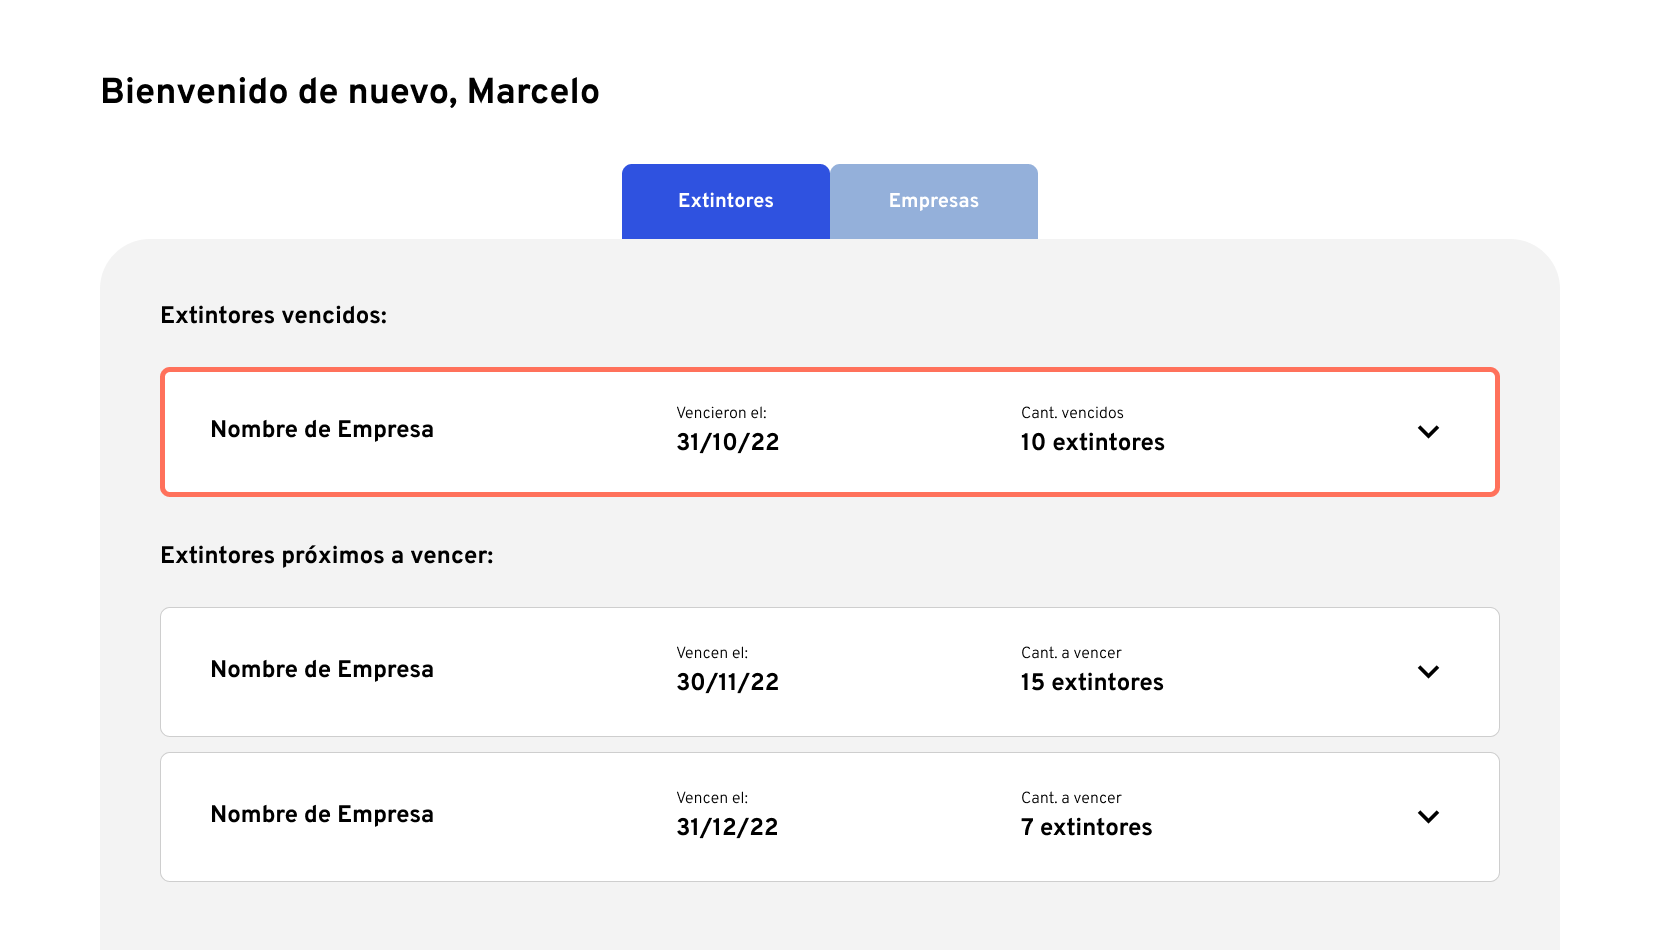 Bienvenido de nuevo, Marcelo
Extintores
Empresas
Extintores vencidos:
Nombre de Empresa
Vencieron el:
31/10/22
Cant. vencidos
10 extintores
Extintores próximos a vencer:
Nombre de Empresa
Vencen el:
30/11/22
Cant. a vencer
15 extintores
Nombre de Empresa
Vencen el:
31/12/22
Cant. a vencer
7 extintores